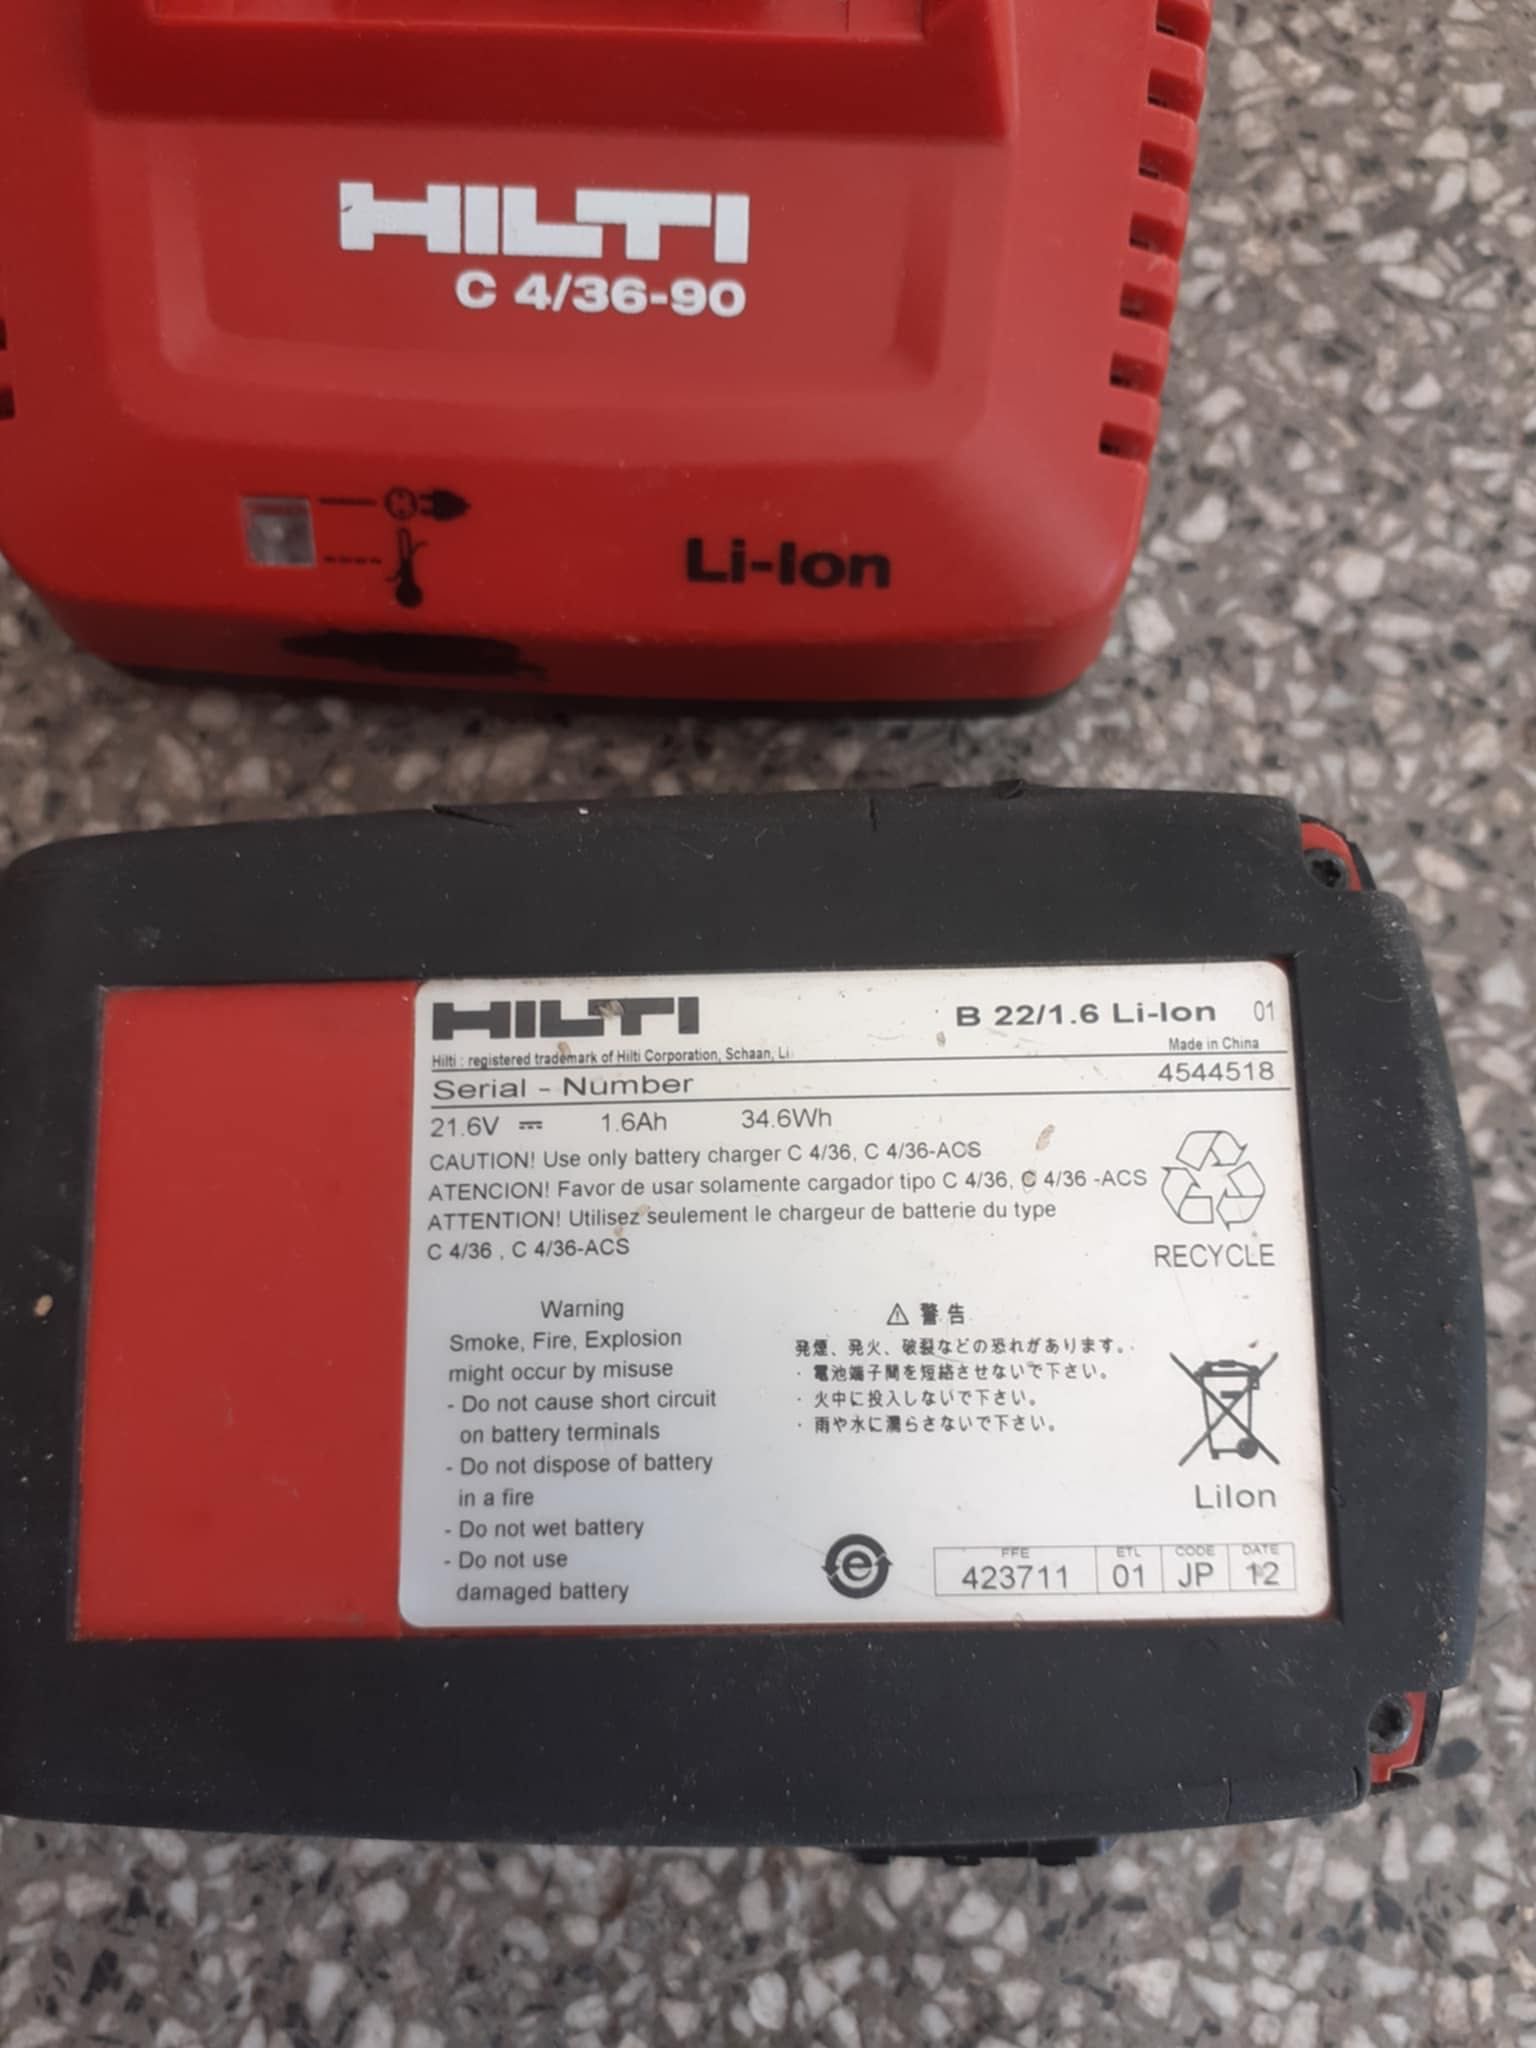 HILTI
C 4/36-90
Li-Ion
HILTI
B 22/1.6 Li-Ion 01
Hilti : registered trademark of Hilti Corporation, Schaan, Li
Made in China
Serial - Number 4544518
21.6V 1.6Ah 34.6Wh
CAUTION! Use only battery charger C 4/36, C 4/36-ACS
ATENCION! Favor de usar solamente cargador tipo C 4/36, C 4/36 -ACS
ATTENTION! Utilisez seulement le chargeur de batterie du type
C 4/36 , C 4/36-ACS
RECYCLE
Warning
Smoke, Fire, Explosion
might occur by misuse
- Do not cause short circuit
on battery terminals
- Do not dispose of battery
in a fire
- Do not wet battery
- Do not use
damaged battery
⚠ 警告
発煙、発火、破裂などの恐れがあります。
・電池端子間を短絡させないで下さい。
・火中に投入しないで下さい。
・雨や水に濡らさないで下さい。
LiIon
e
FFE ETL CODE DATE
423711 01 JP 12